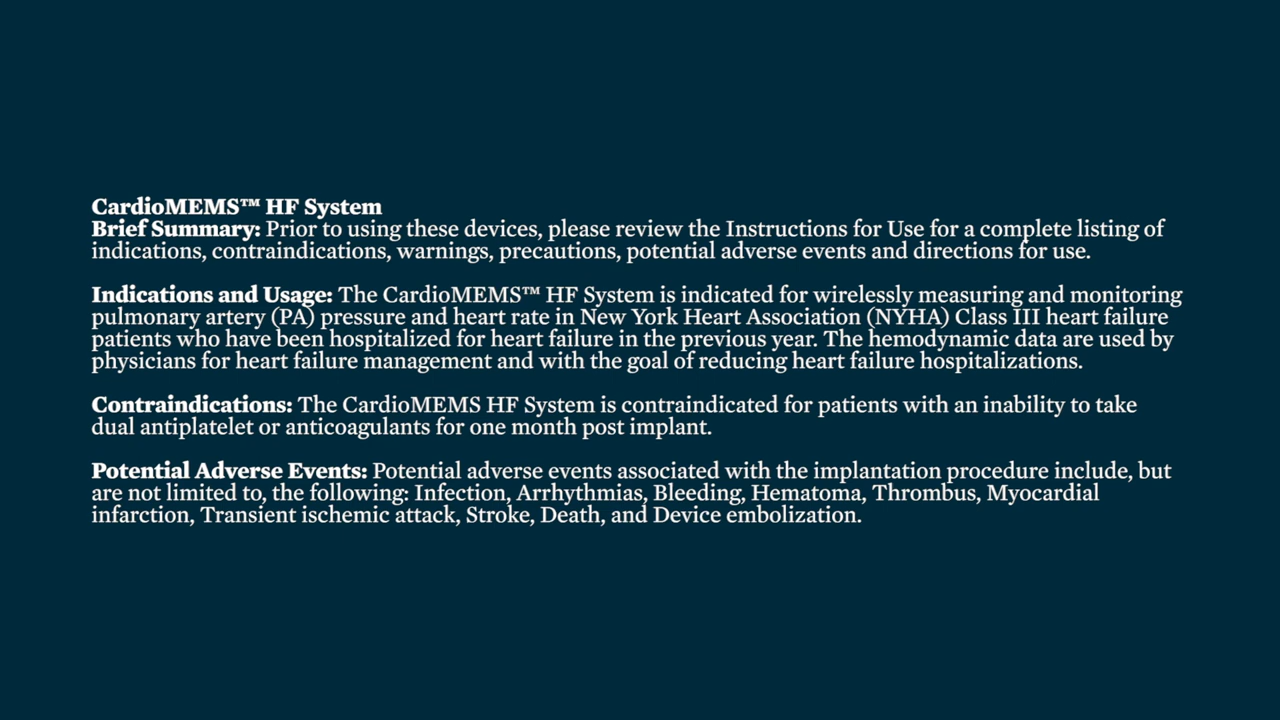 CardioMEMS™ HF System
Brief Summary: Prior to using these devices, please review the Instructions for Use for a complete listing of
indications, contraindications, warnings, precautions, potential adverse events and directions for use.
Indications and Usage: The CardioMEMS™ HF System is indicated for wirelessly measuring and monitoring
pulmonary artery (PA) pressure and heart rate in New York Heart Association (NYHA) Class III heart failure
patients who have been hospitalized for heart failure in the previous year. The hemodynamic data are used by
physicians for heart failure management and with the goal of reducing heart failure hospitalizations.
Contraindications: The CardioMEMS HF System is contraindicated for patients with an inability to take
dual antiplatelet or anticoagulants for one month post implant.
Potential Adverse Events: Potential adverse events associated with the implantation procedure include, but
are not limited to, the following: Infection, Arrhythmias, Bleeding, Hematoma, Thrombus, Myocardial
infarction, Transient ischemic attack, Stroke, Death, and Device embolization.